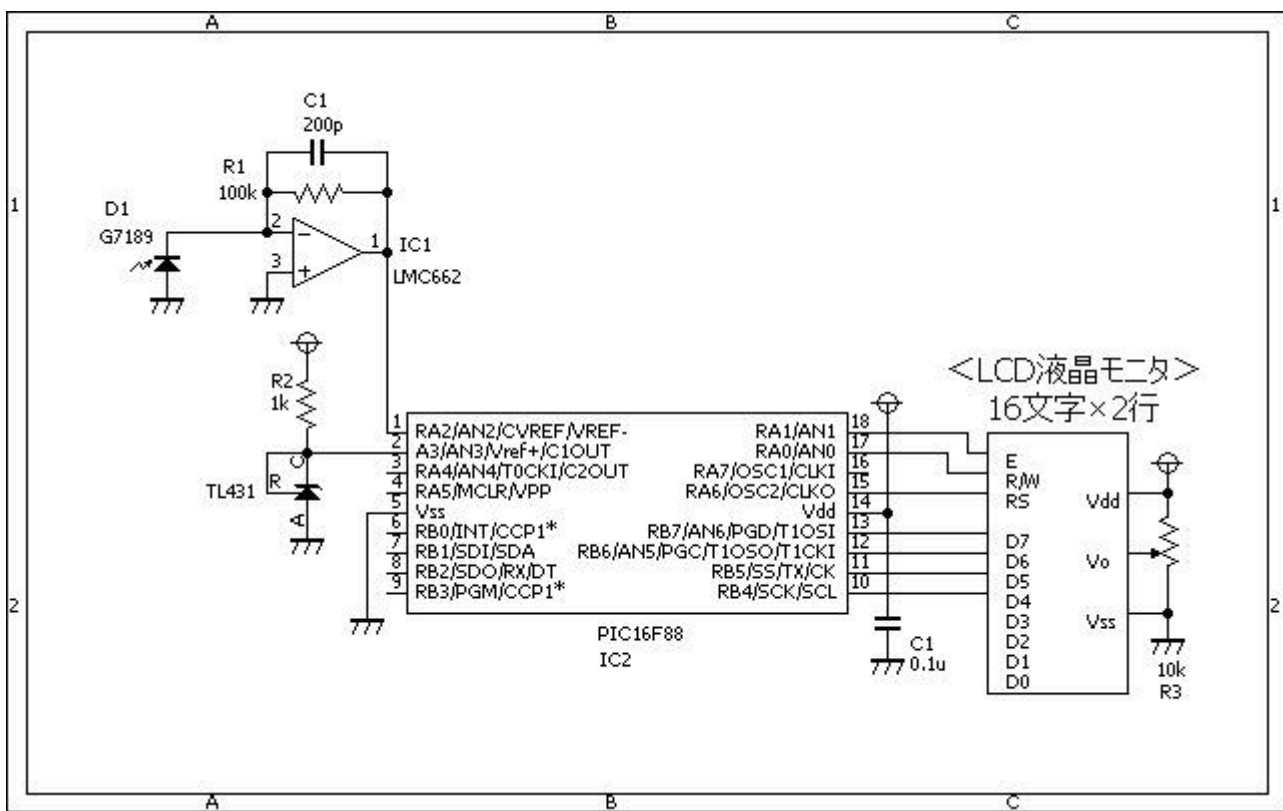 A B C
C1
200p
R1
100k
1 1
D1
G7189
2
3
1
IC1
LMC662
R2
1k
<LCD液晶モニタ>
16文字×2行
1 RA2/AN2/CVREF/VREF- RA1/AN1 18
2 A3/AN3/Vref+/C1OUT RA0/AN0 17
3 RA4/AN4/T0CKI/C2OUT RA7/OSC1/CLKI 16
4 RA5/MCLR/VPP RA6/OSC2/CLKO 15
5 Vss Vdd 14
6 RB0/INT/CCP1* RB7/AN6/PGD/T1OSI 13
7 RB1/SDI/SDA RB6/AN5/PGC/T1OSO/T1CKI 12
8 RB2/SDO/RX/DT RB5/SS/TX/CK 11
9 RB3/PGM/CCP1* RB4/SCK/SCL 10
C
R
TL431
A
E
R/W
RS
Vdd
D7
D6
Vo
D5
D4
D3
Vss
D2
D1
D0
2 2
PIC16F88
IC2
C1
0.1u
10k
R3
A B C